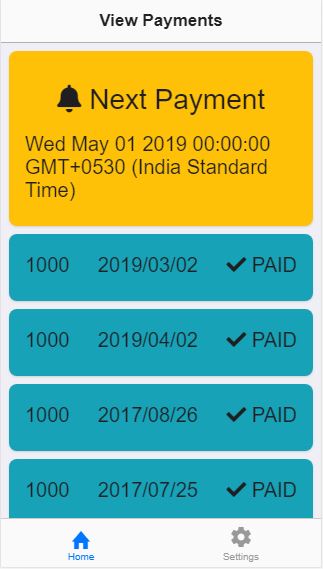 View Payments
Next Payment
Wed May 01 2019 00:00:00
GMT+0530 (India Standard
Time)
1000 2019/03/02 PAID
1000 2019/04/02 PAID
1000 2017/08/26 PAID
1000 2017/07/25 PAID
Home Settings